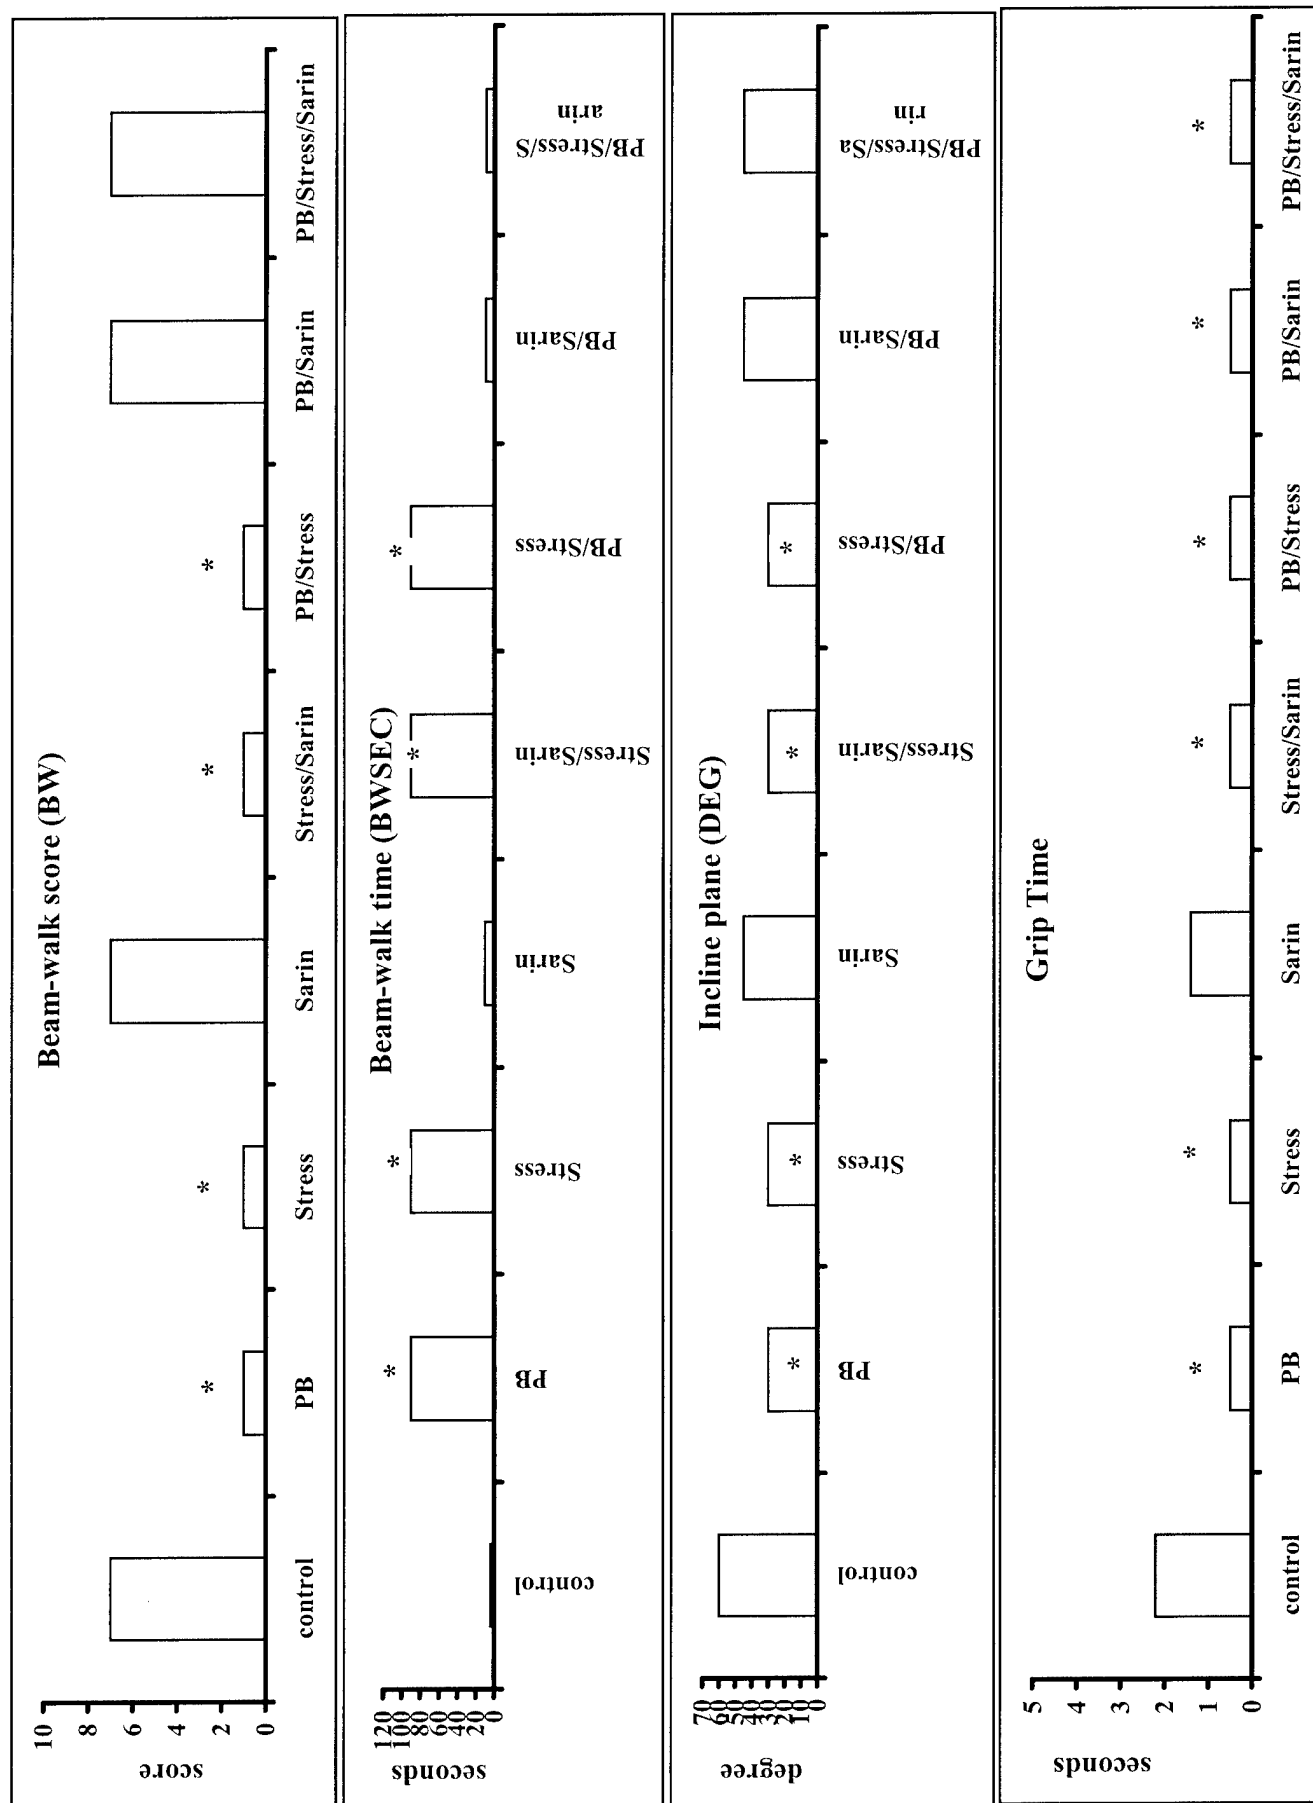 Beam-walk score (BW)
score
10
8
6
4
2
0
control PB Stress Sarin Stress/Sarin PB/Stress PB/Sarin PB/Stress/Sarin
* * * *
Beam-walk time (BWSEC)
seconds
120
100
80
60
40
20
0
control PB Stress Sarin Stress/Sarin PB/Stress PB/Sarin PB/Stress/S
arin
* * * *
Incline plane (DEG)
degree
70
60
50
40
30
20
10
0
control PB Stress Sarin Stress/Sarin PB/Stress PB/Sarin PB/Stress/Sa
rin
* * * *
Grip Time
seconds
5
4
3
2
1
0
control PB Stress Sarin Stress/Sarin PB/Stress PB/Sarin PB/Stress/Sarin
* * * * * *